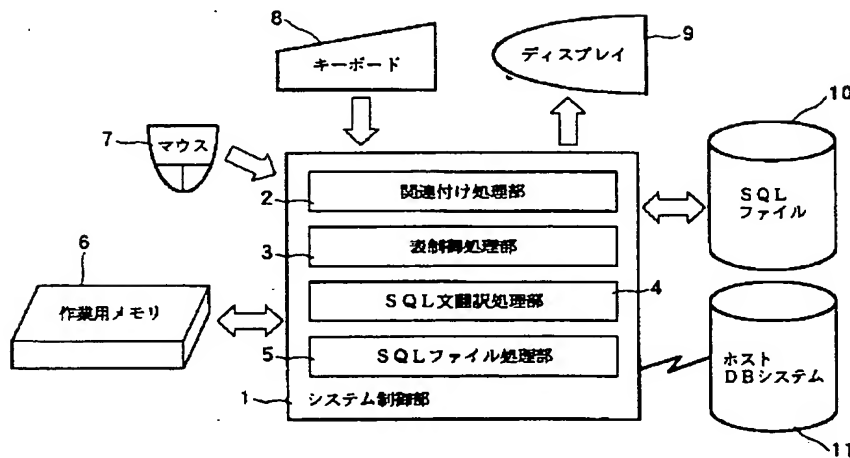 8
キーボード
ディスプレイ
9
10
7
マウス
SQL
ファイル
2
関連付け処理部
3
表制御処理部
6
作業用メモリ
SQL文翻訳処理部
4
5
SQLファイル処理部
1
システム制御部
ホスト
DBシステム
11